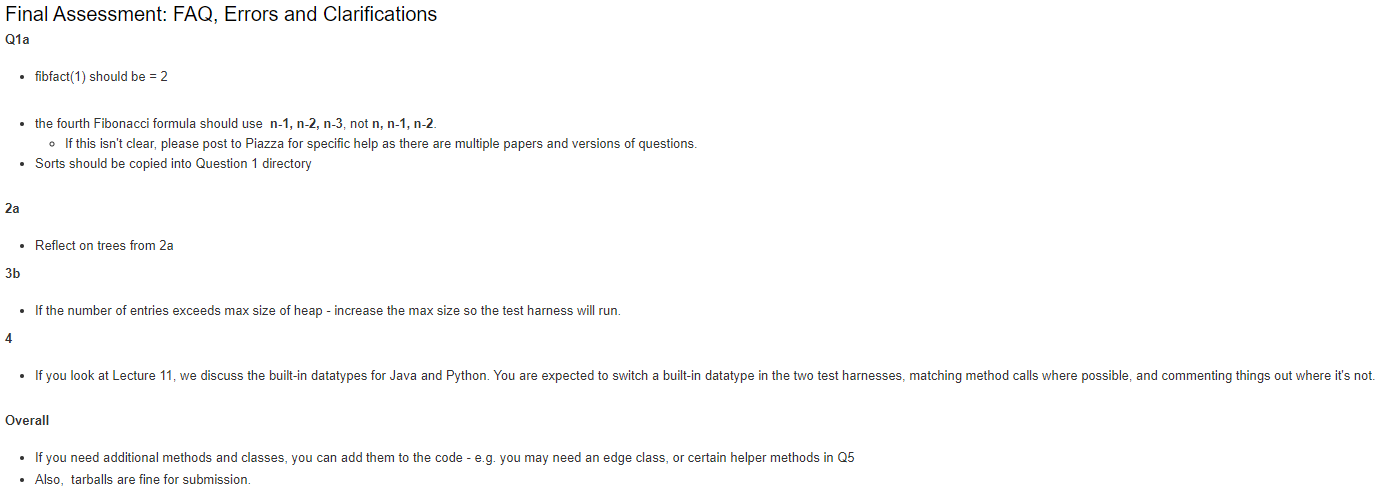 Final Assessment: FAQ, Errors and Clarifications
Q1a
• fibfact(1) should be = 2
• the fourth Fibonacci formula should use n-1, n-2, n-3, not n, n-1, n-2.
◦ If this isn't clear, please post to Piazza for specific help as there are multiple papers and versions of questions.
• Sorts should be copied into Question 1 directory
2a
• Reflect on trees from 2a
3b
• If the number of entries exceeds max size of heap - increase the max size so the test harness will run.
4
• If you look at Lecture 11, we discuss the built-in datatypes for Java and Python. You are expected to switch a built-in datatype in the two test harnesses, matching method calls where possible, and commenting things out where it's not.
Overall
• If you need additional methods and classes, you can add them to the code - e.g. you may need an edge class, or certain helper methods in Q5
• Also, tarballs are fine for submission.